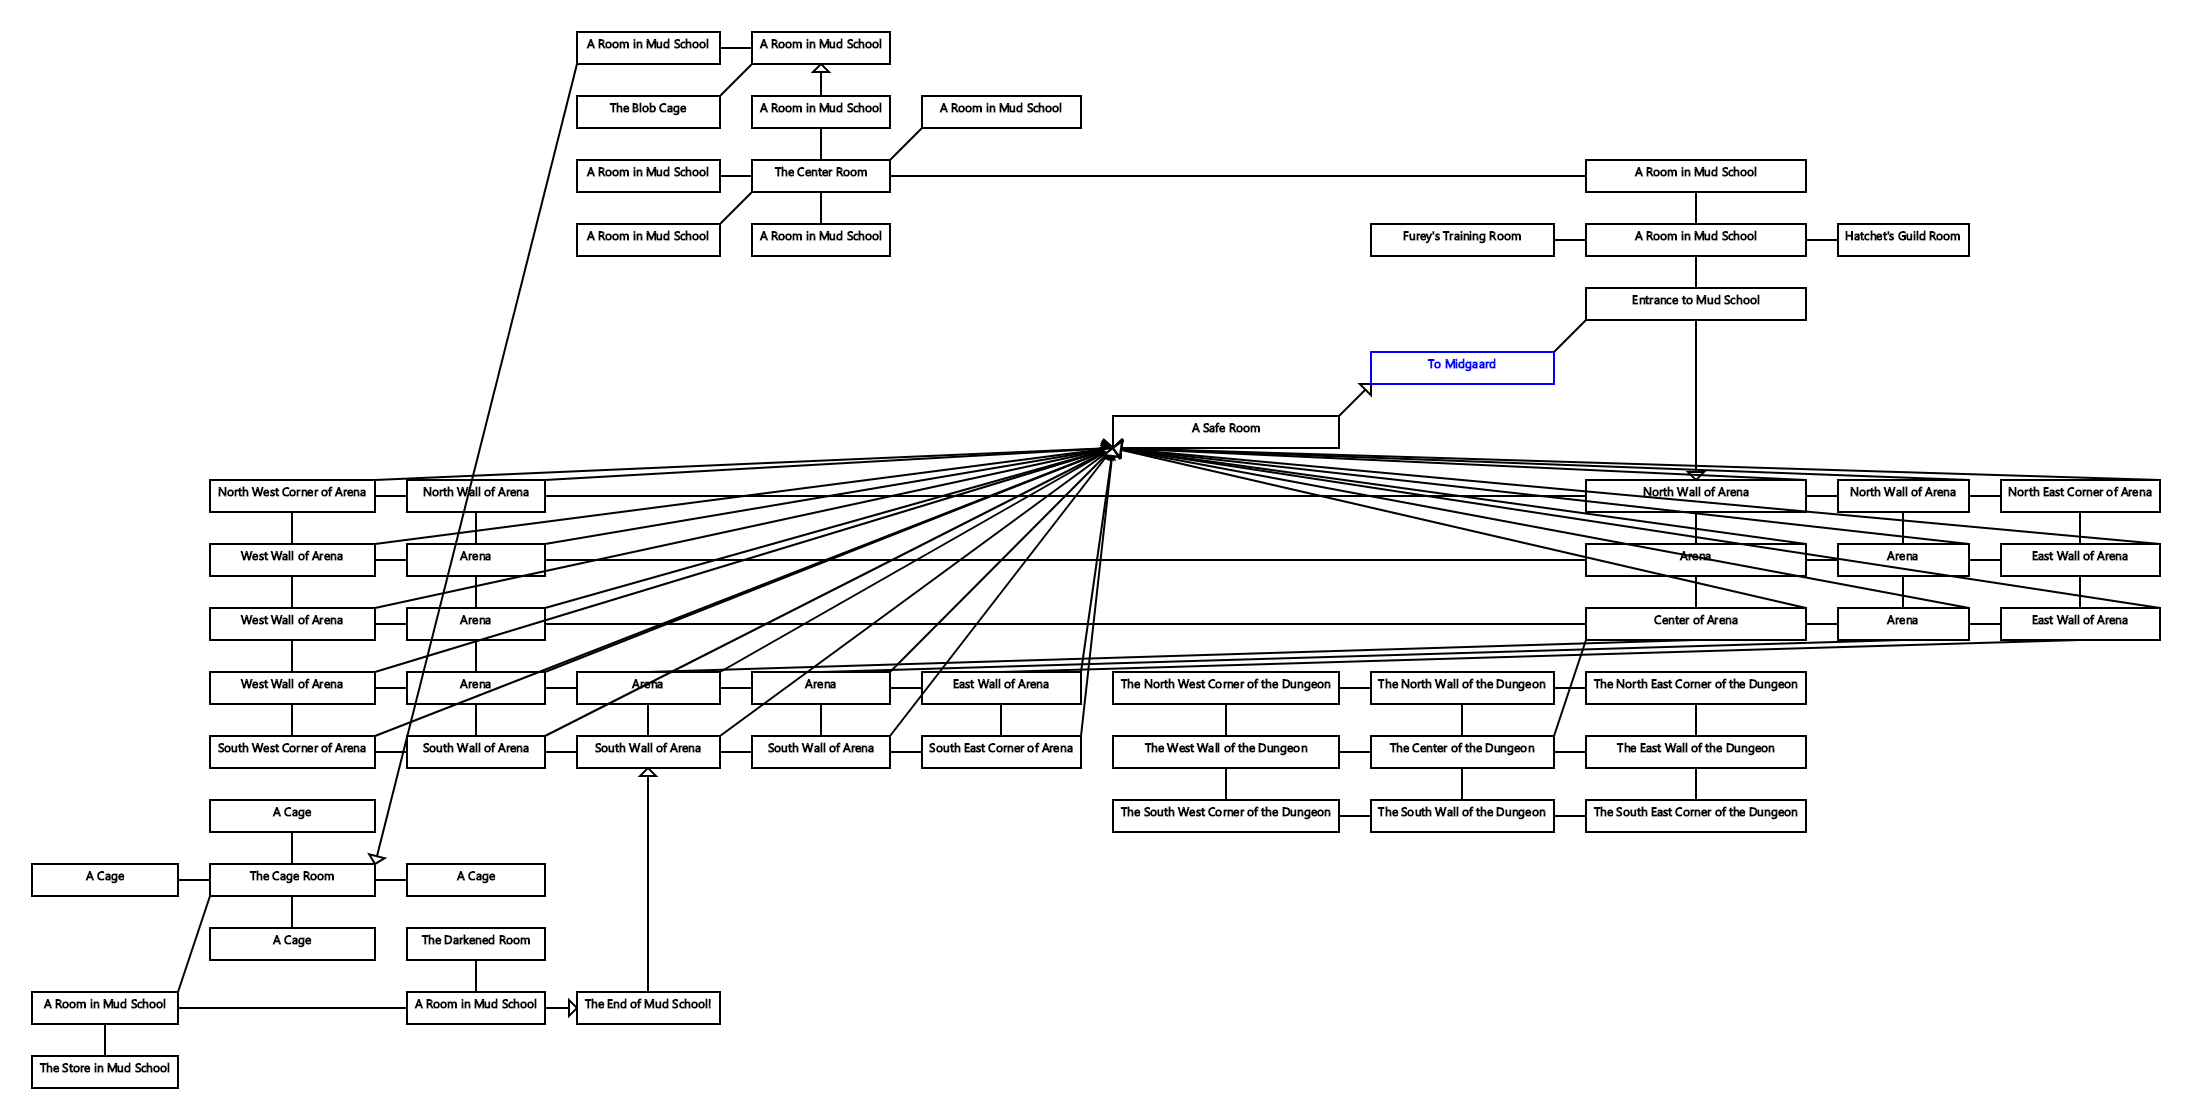 A Room in Mud School
A Room in Mud School
The Blob Cage
A Room in Mud School
A Room in Mud School
A Room in Mud School
The Center Room
A Room in Mud School
A Room in Mud School
A Room in Mud School
Furey's Training Room
A Room in Mud School
Hatchet's Guild Room
Entrance to Mud School
To Midgaard
A Safe Room
North West Corner of Arena
North Wall of Arena
North Wall of Arena
North Wall of Arena
North East Corner of Arena
West Wall of Arena
Arena
Arena
Arena
East Wall of Arena
West Wall of Arena
Arena
Center of Arena
Arena
East Wall of Arena
West Wall of Arena
Arena
Arena
Arena
East Wall of Arena
The North West Corner of the Dungeon
The North Wall of the Dungeon
The North East Corner of the Dungeon
South West Corner of Arena
South Wall of Arena
South Wall of Arena
South Wall of Arena
South East Corner of Arena
The West Wall of the Dungeon
The Center of the Dungeon
The East Wall of the Dungeon
A Cage
The South West Corner of the Dungeon
The South Wall of the Dungeon
The South East Corner of the Dungeon
A Cage
The Cage Room
A Cage
A Cage
The Darkened Room
A Room in Mud School
A Room in Mud School
The End of Mud School!
The Store in Mud School